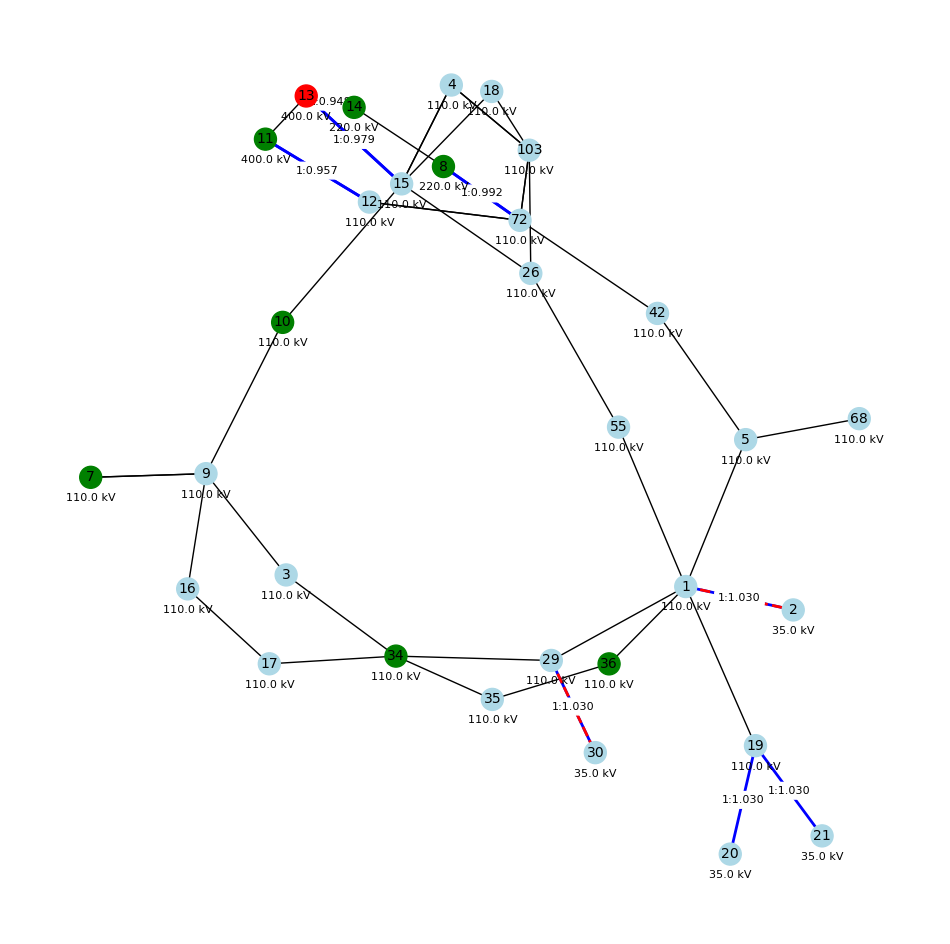 4
18
13
1:0.949
14
110.0 kV
110.0 kV
400.0 kV
220.0 kV
11
1:0.979
103
400.0 kV
8
110.0 kV
1:0.957
15
220.0 kV
1:0.992
12
110.0 kV
110.0 kV
72
110.0 kV
26
110.0 kV
42
10
110.0 kV
110.0 kV
68
55
5
110.0 kV
110.0 kV
110.0 kV
9
7
110.0 kV
110.0 kV
3
1
16
110.0 kV
1:1.030
110.0 kV
2
110.0 kV
35.0 kV
34
29
17
36
110.0 kV
110.0 kV
110.0 kV
110.0 kV
35
1:1.030
110.0 kV
19
30
110.0 kV
35.0 kV
1:1.030
1:1.030
21
20
35.0 kV
35.0 kV